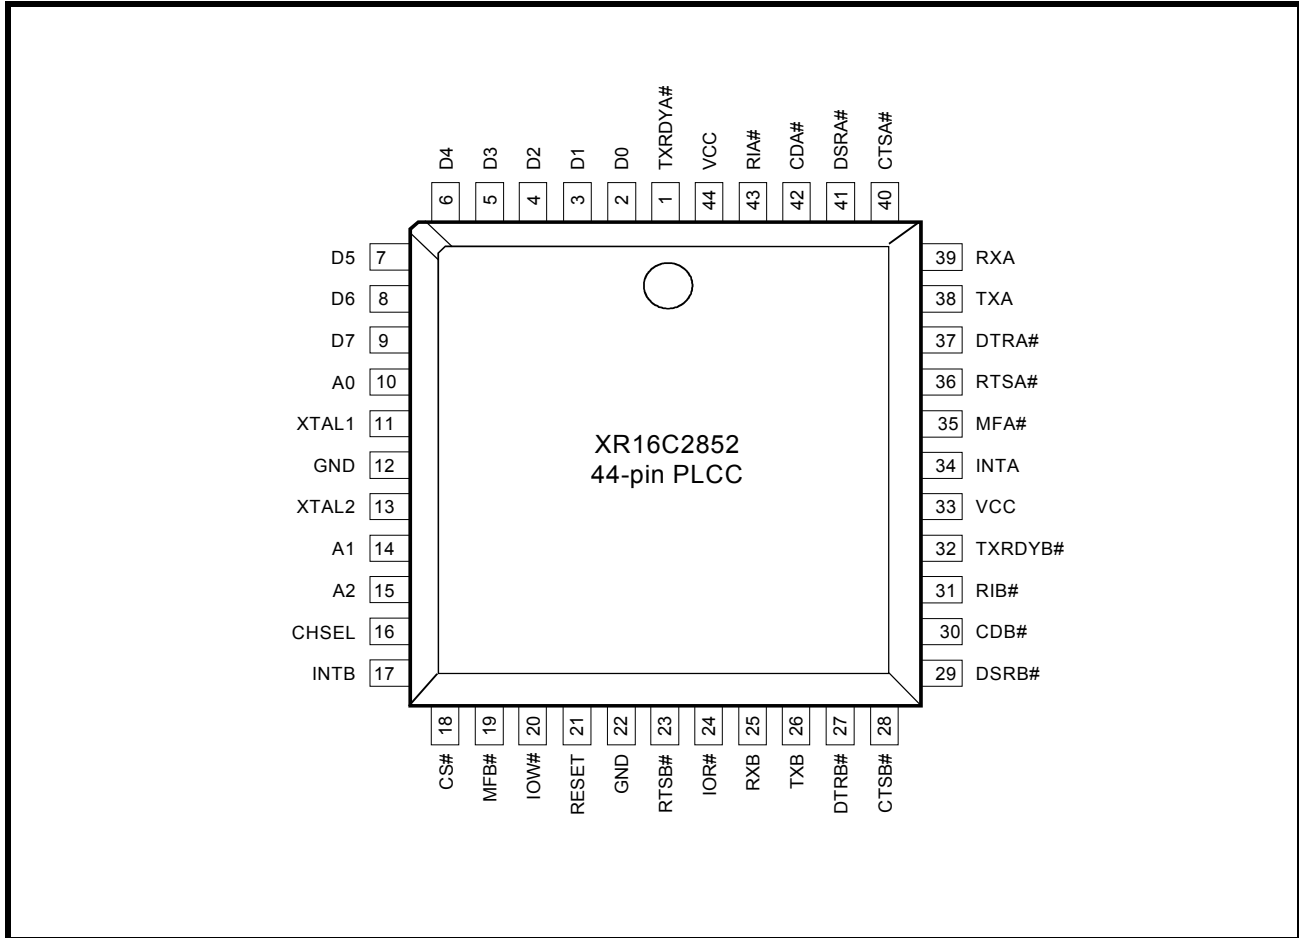 D4 D3 D2 D1 D0 TXRDYA# VCC RIA# CDA# DSRA# CTSA#
6 5 4 3 2 1 44 43 42 41 40
D5 7
D6 8
D7 9
A0 10
XTAL1 11
GND 12
XTAL2 13
A1 14
A2 15
CHSEL 16
INTB 17
XR16C2852
44-pin PLCC
39 RXA
38 TXA
37 DTRA#
36 RTSA#
35 MFA#
34 INTA
33 VCC
32 TXRDYB#
31 RIB#
30 CDB#
29 DSRB#
18 19 20 21 22 23 24 25 26 27 28
CS# MFB# IOW# RESET GND RTSB# IOR# RXB TXB DTRB# CTSB#